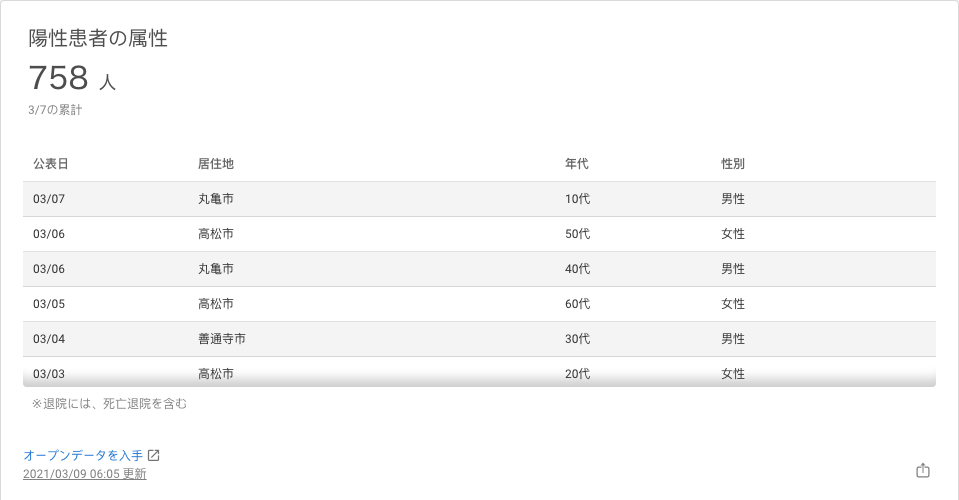 陽性患者の属性
758 人
3/7の累計
公表日 居住地 年代 性別
03/07 丸亀市 10代 男性
03/06 高松市 50代 女性
03/06 丸亀市 40代 男性
03/05 高松市 60代 女性
03/04 善通寺市 30代 男性
03/03 高松市 20代 女性
※退院には、死亡退院を含む
オープンデータを入手
2021/03/09 06:05 更新